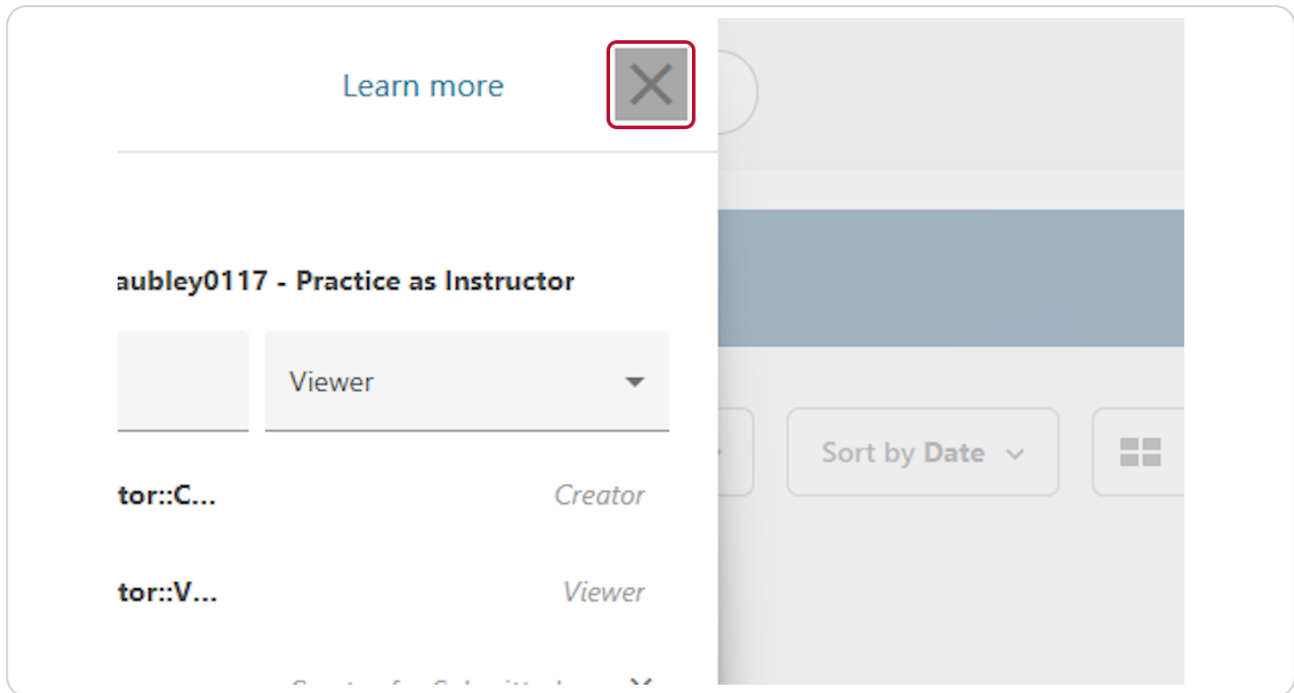 Learn more
aubley0117 - Practice as Instructor
Viewer
Sort by Date
tor::C...
Creator
tor::V...
Viewer